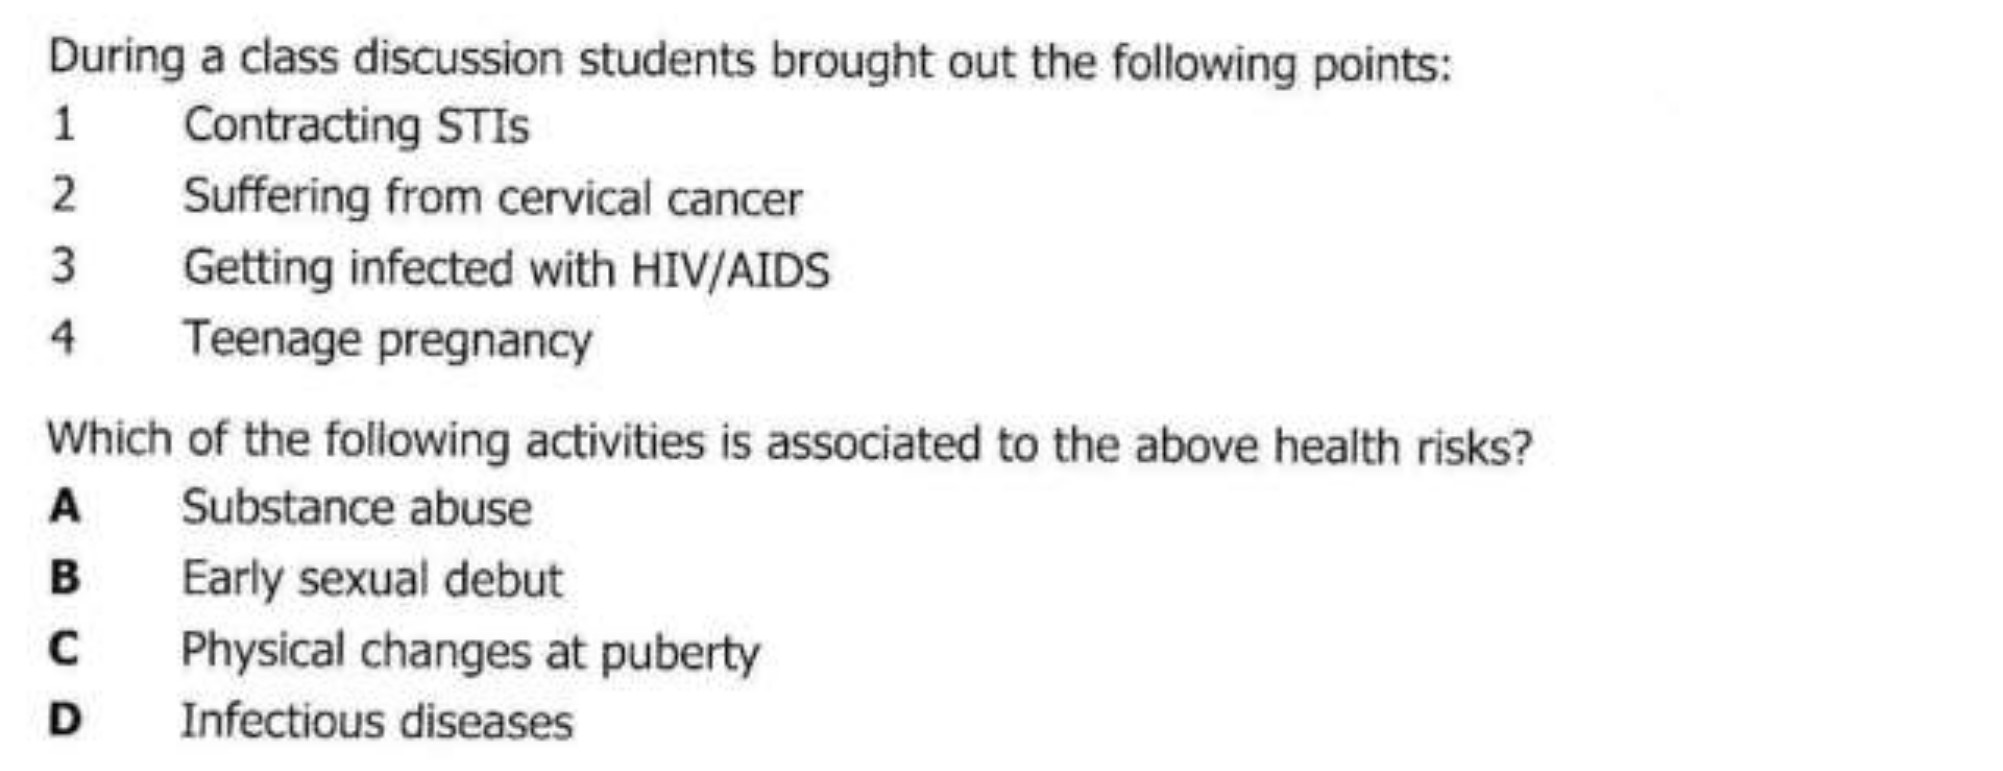 During a class discussion students brought out the following points:
1 Contracting STIs
2 Suffering from cervical cancer
3 Getting infected with HIV/AIDS
4 Teenage pregnancy
Which of the following activities is associated to the above health risks?
A Substance abuse
B Early sexual debut
C Physical changes at puberty
D Infectious diseases